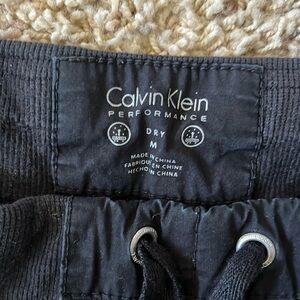 Calvin Klein
PERFORMANCE
DRY
M
MADE IN CHINA
FABRIQUÉ EN CHINE
HECHO EN CHINA